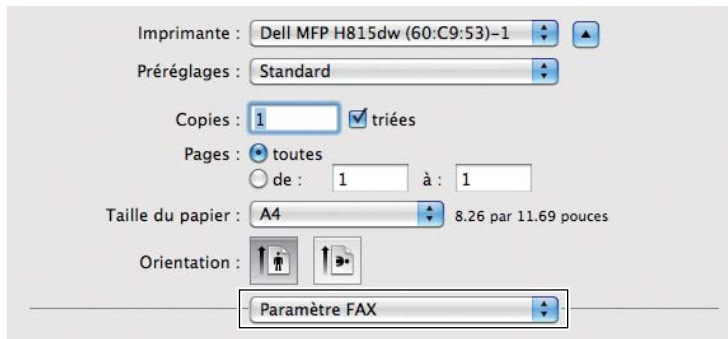 Imprimante : Dell MFP H815dw (60:C9:53)–1
Préréglages : Standard
Copies : 1 triées
Pages : toutes
de : 1 à : 1
Taille du papier : A4 8.26 par 11.69 pouces
Orientation :
Paramètre FAX